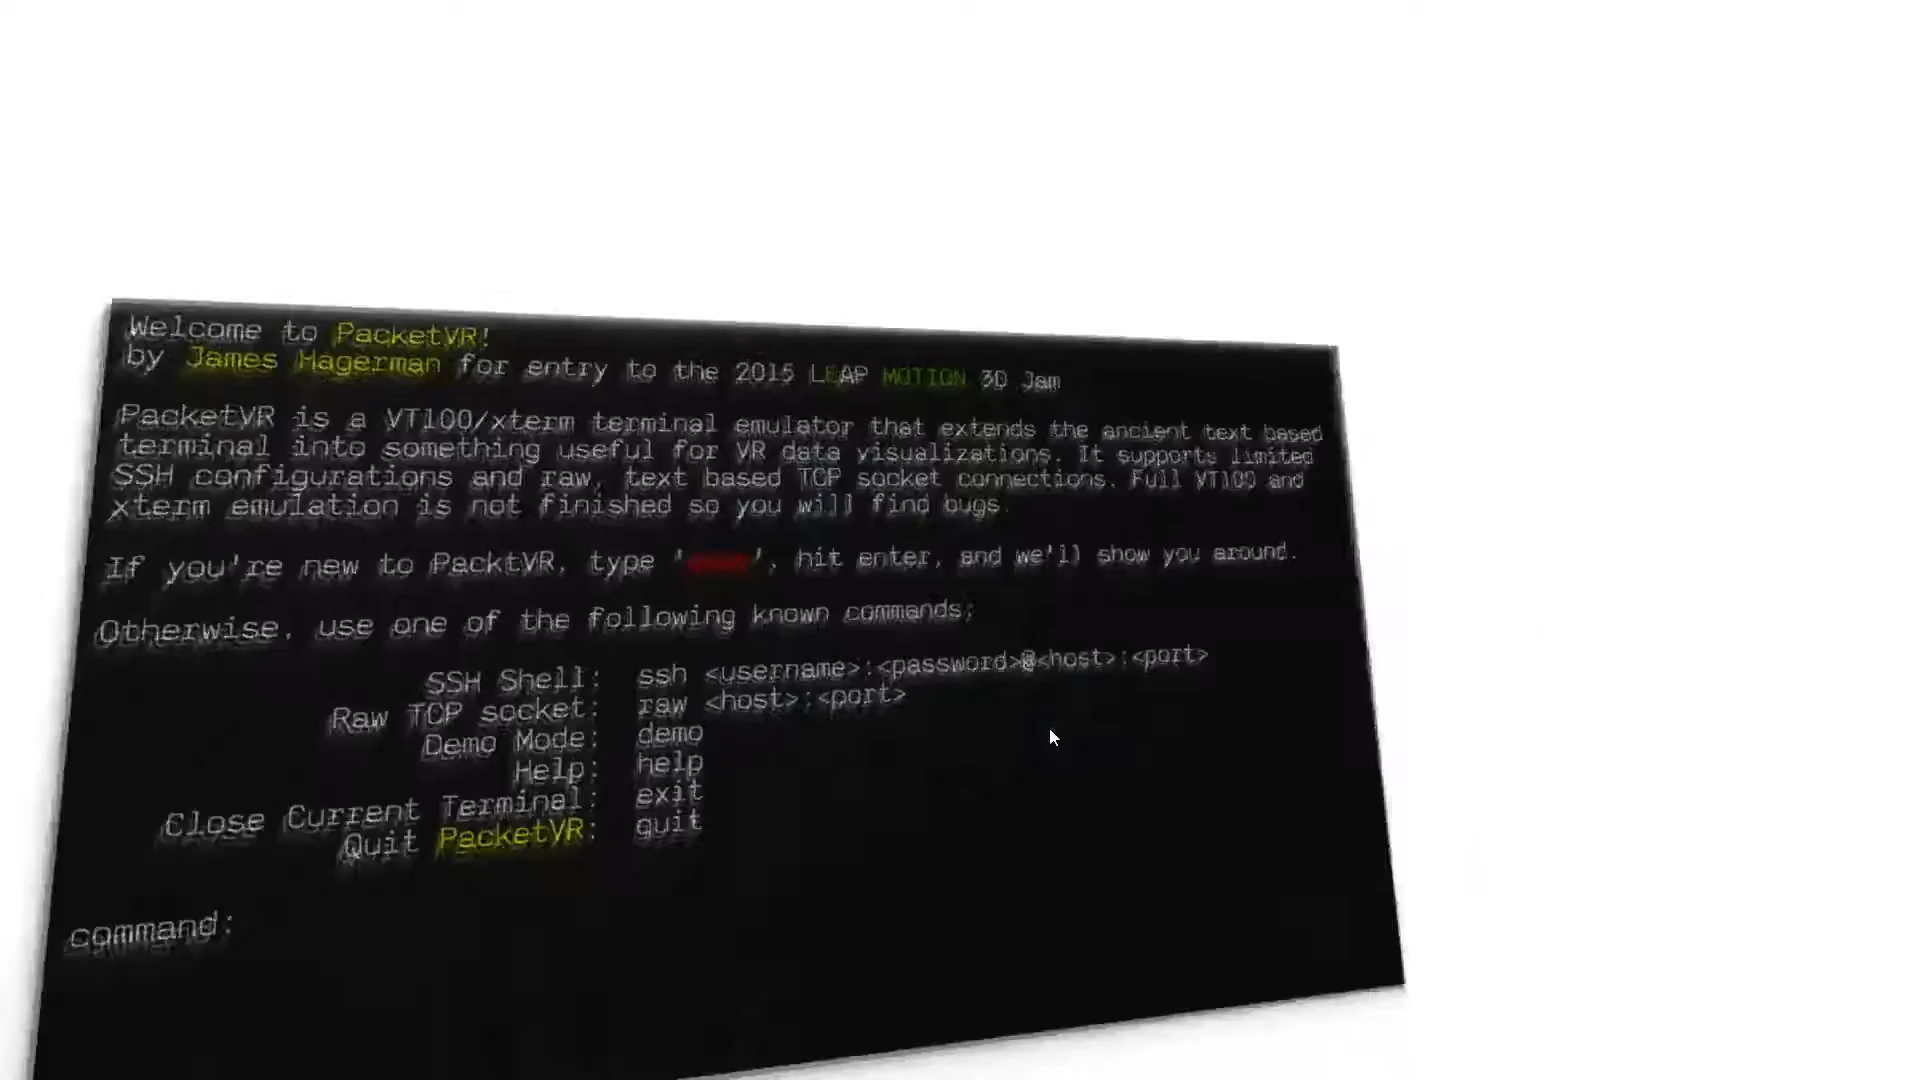 Welcome to PacketVR!
by James Hagerman for entry to the 2015 LEAP MOTION 3D Jam
PacketVR is a VT100/xterm terminal emulator that extends the ancient text based
terminal into something useful for VR data visualizations. It supports limited
SSH configurations and raw, text based TCP socket connections. Full VT100 and
xterm emulation is not finished so you will find bugs.
If you're new to PacktVR, type ' ', hit enter, and we'll show you around.
Otherwise, use one of the following known commands:
SSH Shell: ssh <username>:<password>@<host>:<port>
Raw TCP socket: raw <host>:<port>
Demo Mode: demo
Help: help
Close Current Terminal: exit
Quit PacketVR: quit
command: